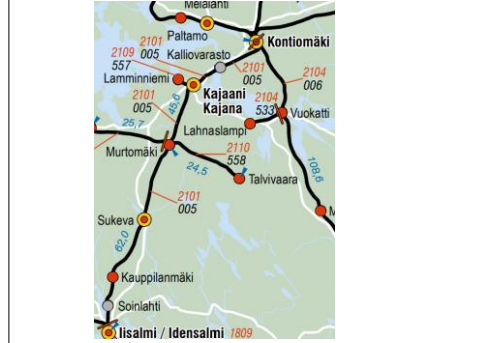 Melalahti
Paltamo
2101
005
Kalliovarasto
Kontiomäki
2109
557
Lamminniemi
2101
005
2104
006
2101
005
45,6
Kajaani
Kajana
2104
533
Vuokatti
25,7
Lahnaslampi
Murtomäki
2110
558
24,5
Talvivaara
108,6
2101
005
Sukeva
62,0
M
Kauppilanmäki
Soinlahti
Iisalmi / Idensalmi 1809